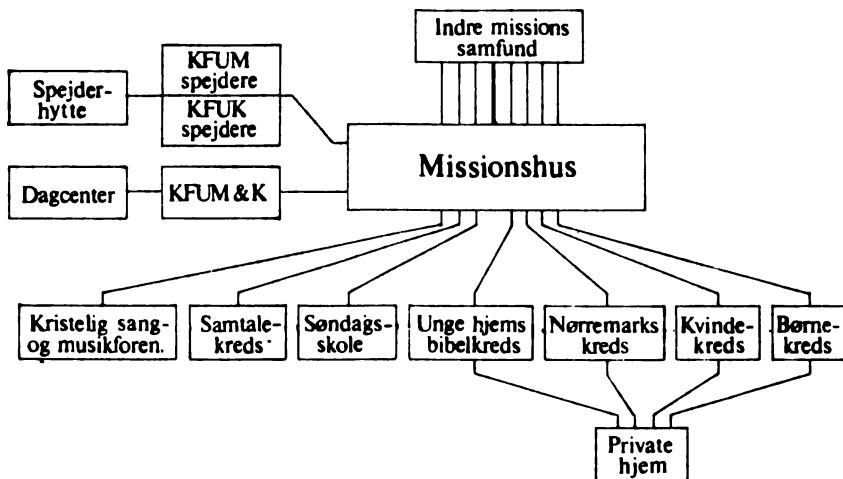 Indre missions
samfund
KFUM
spejdere
KFUK
spejdere
Spejder-
hytte
Missionshus
Dagcenter
KFUM & K
Kristelig sang-
og musikforen.
Samtale-
kreds
Søndags-
skole
Unge hjems
bibelkreds
Nørremarks
kreds
Kvinde-
kreds
Børne-
kreds
Private
hjem